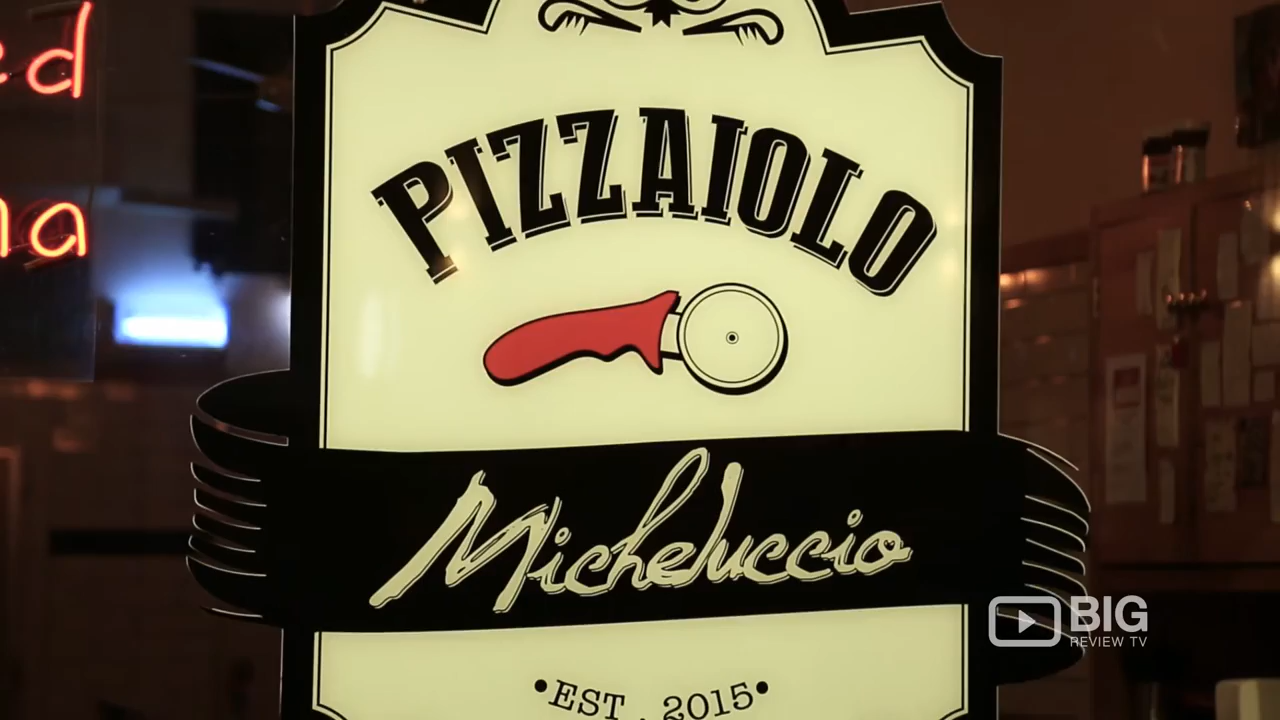 PIZZAIOLO
Micheluccio
•EST. 2015•
BIG
REVIEW TV